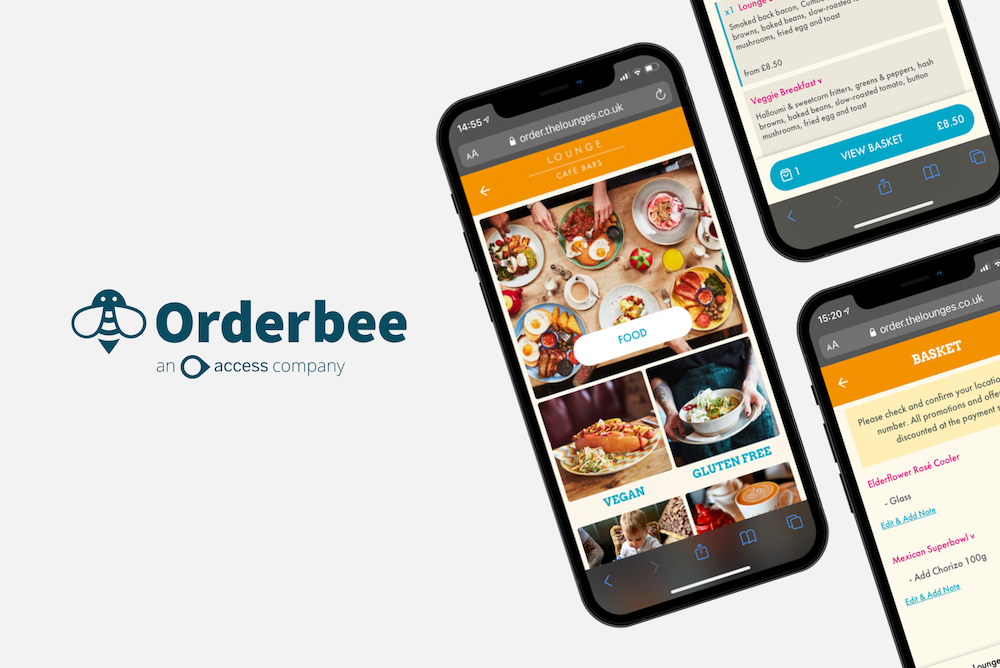 Orderbee
an access company
14:55
AA order.thelounges.co.uk
LOUNGE
CAFÉ BARS
FOOD
VEGAN
GLUTEN FREE
x1 Lounge
Smoked back bacon,
browns, baked beans, slow-roasted
mushrooms, fried egg and toast
from £8.50
Veggie Breakfast v
Halloumi & sweetcorn fritters, greens & peppers, hash
browns, baked beans, slow-roasted tomato, button
mushrooms, fried egg and toast
1 VIEW BASKET £8.50
15:20
AA order.thelounges.co.uk
BASKET
Please check and confirm your
number. All promotions and
discounted at the payment
Elderflower Rosé Cooler
- Glass
Edit & Add Note
Mexican Superbowl v
- Add Chorizo 100g
Edit & Add Note